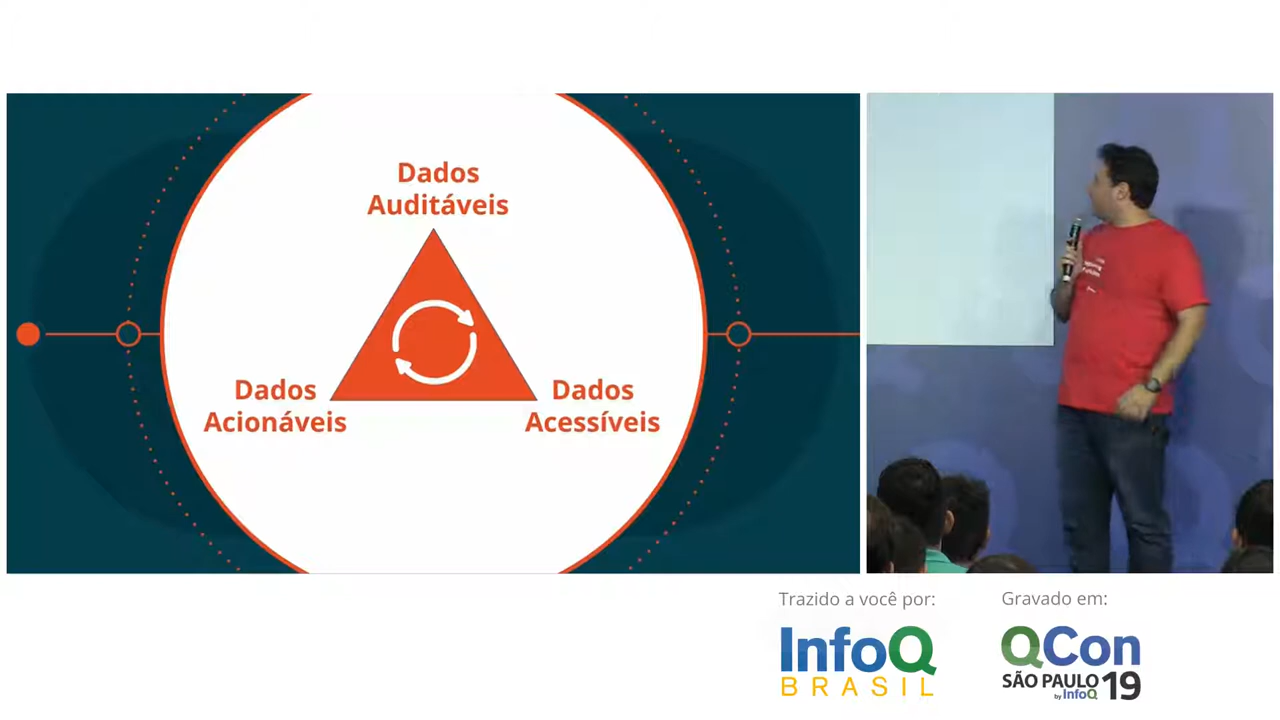 Dados
Auditáveis
Dados
Acionáveis
Dados
Acessíveis
Trazido a você por:
InfoQ
BRASIL
Gravado em:
QCon
SÃO PAULO 19
by InfoQ